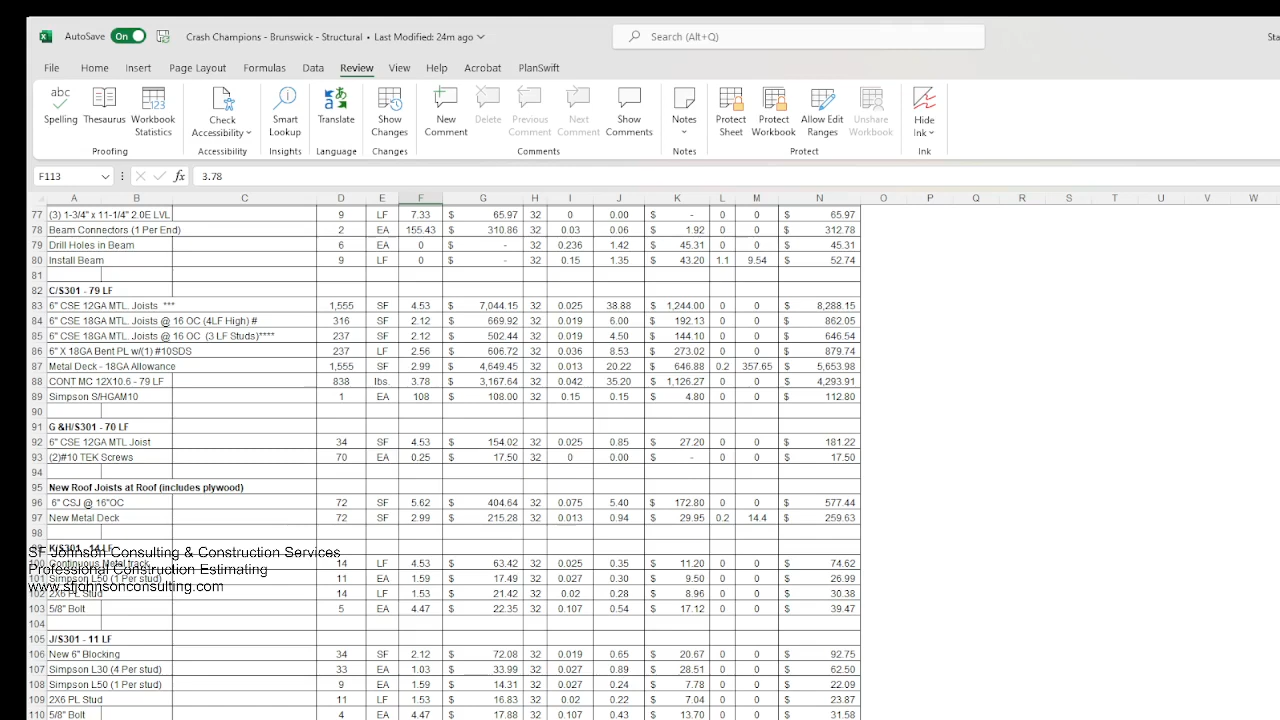 AutoSave On Crash Champions - Brunswick - Structural • Last Modified: 24m ago Search (Alt+Q) Sta
File Home Insert Page Layout Formulas Data Review View Help Acrobat PlanSwift
abc
Spelling Thesaurus Workbook Statistics Check Accessibility Smart Lookup Translate Show Changes New Comment Delete Previous Comment Next Comment Show Comments Notes Protect Sheet Protect Workbook Allow Edit Ranges Unshare Workbook Hide Ink
Proofing Accessibility Insights Language Changes Comments Notes Protect Ink
F113 fx 3.78
A B C D E F G H I J K L M N O P Q R S T U V W
77 (3) 1-3/4" x 11-1/4" 2.0E LVL 9 LF 7.33 $ 65.97 32 0 0.00 $ - 0 0 $ 65.97
78 Beam Connectors (1 Per End) 2 EA 155.43 $ 310.86 32 0.03 0.06 $ 1.92 0 0 $ 312.78
79 Drill Holes in Beam 6 EA 0 $ - 32 0.236 1.42 $ 45.31 0 0 $ 45.31
80 Install Beam 9 LF 0 $ - 32 0.15 1.35 $ 43.20 1.1 9.54 $ 52.74
81
82 C/S301 - 79 LF
83 6" CSE 12GA MTL. Joists *** 1,555 SF 4.53 $ 7,044.15 32 0.025 38.88 $ 1,244.00 0 0 $ 8,288.15
84 6" CSE 18GA MTL. Joists @ 16 OC (4LF High) # 316 SF 2.12 $ 669.92 32 0.019 6.00 $ 192.13 0 0 $ 862.05
85 6" CSE 18GA MTL. Joists @ 16 OC (3 LF Studs)**** 237 SF 2.12 $ 502.44 32 0.019 4.50 $ 144.10 0 0 $ 646.54
86 6" X 18GA Bent PL w/(1) #10SDS 237 LF 2.56 $ 606.72 32 0.036 8.53 $ 273.02 0 0 $ 879.74
87 Metal Deck - 18GA Allowance 1,555 SF 2.99 $ 4,649.45 32 0.013 20.22 $ 646.88 0.2 357.65 $ 5,653.98
88 CONT MC 12X10.6 - 79 LF 838 lbs. 3.78 $ 3,167.64 32 0.042 35.20 $ 1,126.27 0 0 $ 4,293.91
89 Simpson S/HGAM10 1 EA 108 $ 108.00 32 0.15 0.15 $ 4.80 0 0 $ 112.80
90
91 G &H/S301 - 70 LF
92 6" CSE 12GA MTL Joist 34 SF 4.53 $ 154.02 32 0.025 0.85 $ 27.20 0 0 $ 181.22
93 (2)#10 TEK Screws 70 EA 0.25 $ 17.50 32 0 0.00 $ - 0 0 $ 17.50
94
95 New Roof Joists at Roof (includes plywood)
96 6" CSJ @ 16"OC 72 SF 5.62 $ 404.64 32 0.075 5.40 $ 172.80 0 0 $ 577.44
97 New Metal Deck 72 SF 2.99 $ 215.28 32 0.013 0.94 $ 29.95 0.2 14.4 $ 259.63
98
99 K/S301 - 14 LF
SF Johnson Consulting & Construction Services
100 Continuous Metal track 14 LF 4.53 $ 63.42 32 0.025 0.35 $ 11.20 0 0 $ 74.62
Professional Construction Estimating
101 Simpson L50 (1 Per stud) 11 EA 1.59 $ 17.49 32 0.027 0.30 $ 9.50 0 0 $ 26.99
www.sfjohnsonconsulting.com
102 2X6 PL Stud 14 LF 1.53 $ 21.42 32 0.02 0.28 $ 8.96 0 0 $ 30.38
103 5/8" Bolt 5 EA 4.47 $ 22.35 32 0.107 0.54 $ 17.12 0 0 $ 39.47
104
105 J/S301 - 11 LF
106 New 6" Blocking 34 SF 2.12 $ 72.08 32 0.019 0.65 $ 20.67 0 0 $ 92.75
107 Simpson L30 (4 Per stud) 33 EA 1.03 $ 33.99 32 0.027 0.89 $ 28.51 0 0 $ 62.50
108 Simpson L50 (1 Per stud) 9 EA 1.59 $ 14.31 32 0.027 0.24 $ 7.78 0 0 $ 22.09
109 2X6 PL Stud 11 LF 1.53 $ 16.83 32 0.02 0.22 $ 7.04 0 0 $ 23.87
110 5/8" Bolt 4 EA 4.47 $ 17.88 32 0.107 0.43 $ 13.70 0 0 $ 31.58